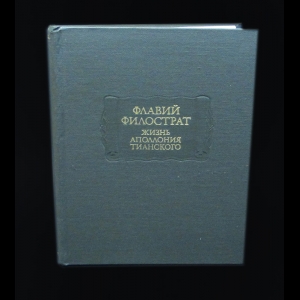 ФЛАВИЙ
ФИЛОСТРАТ
ЖИЗНЬ
АПОЛЛОНИЯ
ТИАНСКОГО